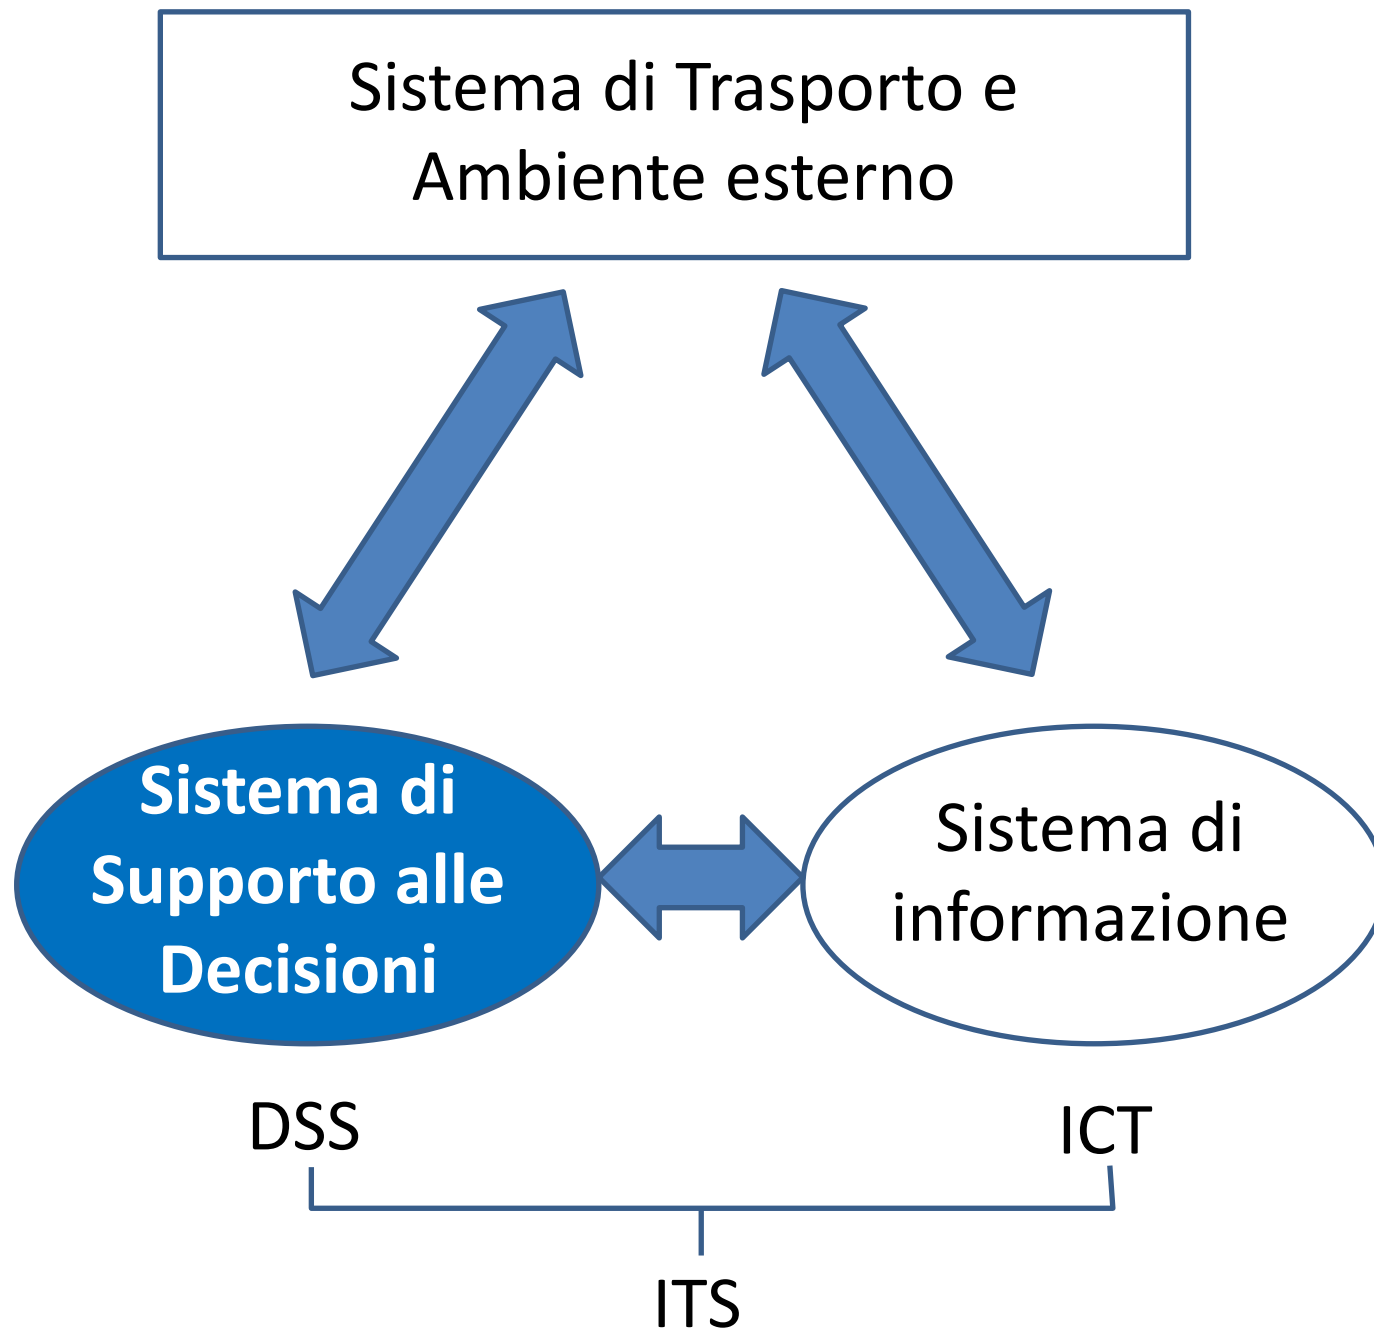 Sistema di Trasporto e
Ambiente esterno
Sistema di
Supporto alle
Decisioni
Sistema di
informazione
DSS
ICT
ITS